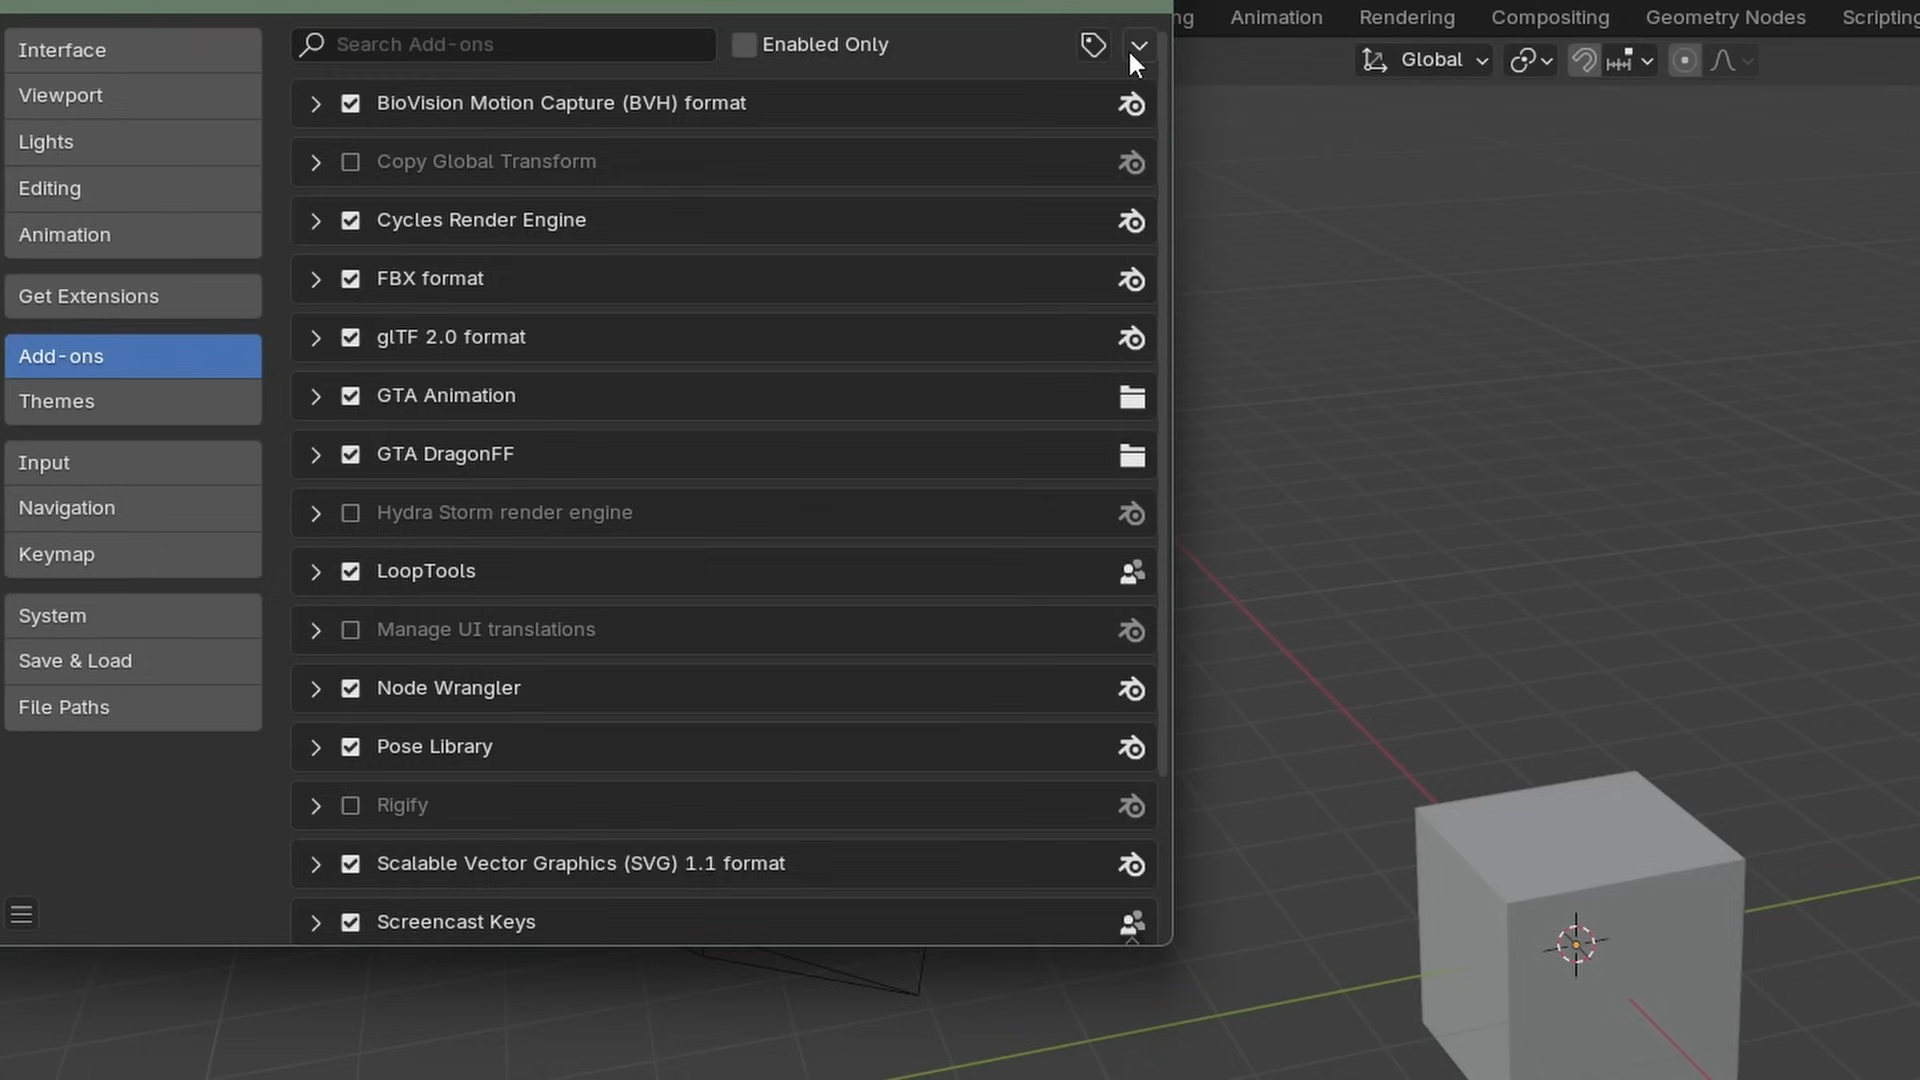 Animation
Rendering
Compositing
Geometry Nodes
Scripting
Global
Interface
Viewport
Lights
Editing
Animation
Get Extensions
Add-ons
Themes
Input
Navigation
Keymap
System
Save & Load
File Paths
Search Add-ons
Enabled Only
BioVision Motion Capture (BVH) format
Copy Global Transform
Cycles Render Engine
FBX format
glTF 2.0 format
GTA Animation
GTA DragonFF
Hydra Storm render engine
LoopTools
Manage UI translations
Node Wrangler
Pose Library
Rigify
Scalable Vector Graphics (SVG) 1.1 format
Screencast Keys